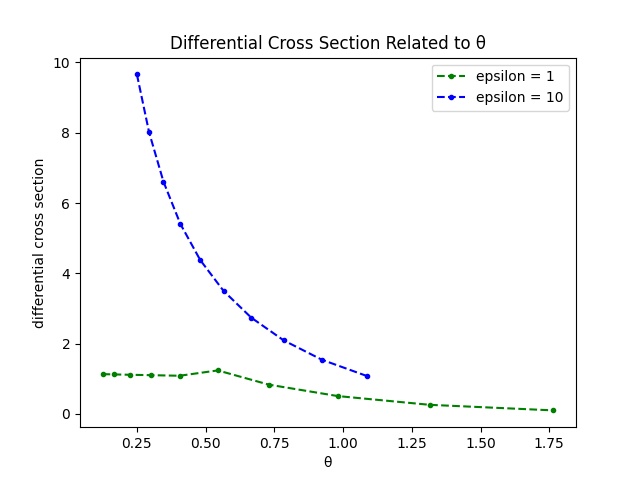 Differential Cross Section Related to θ
epsilon = 1
epsilon = 10
differential cross section
10
8
6
4
2
0
0.25 0.50 0.75 1.00 1.25 1.50 1.75
θ